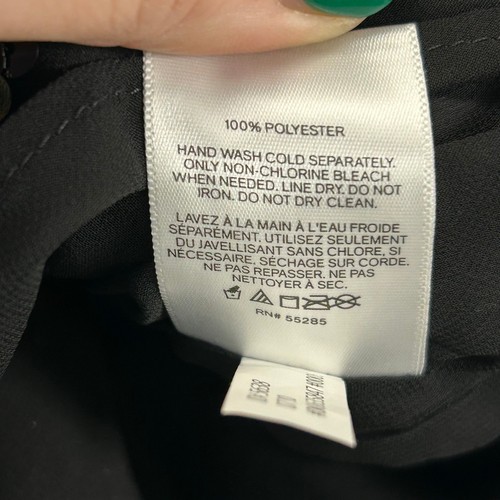 100% POLYESTER
HAND WASH COLD SEPARATELY.
ONLY NON-CHLORINE BLEACH
WHEN NEEDED. LINE DRY. DO NOT
IRON. DO NOT DRY CLEAN.
LAVEZ À LA MAIN À L'EAU FROIDE
SÉPARÉMENT. UTILISEZ SEULEMENT
DU JAVELLISANT SANS CHLORE, SI
NÉCESSAIRE, SÉCHAGE SUR CORDE.
NE PAS REPASSER. NE PAS
NETTOYER À SEC.
RN# 55285